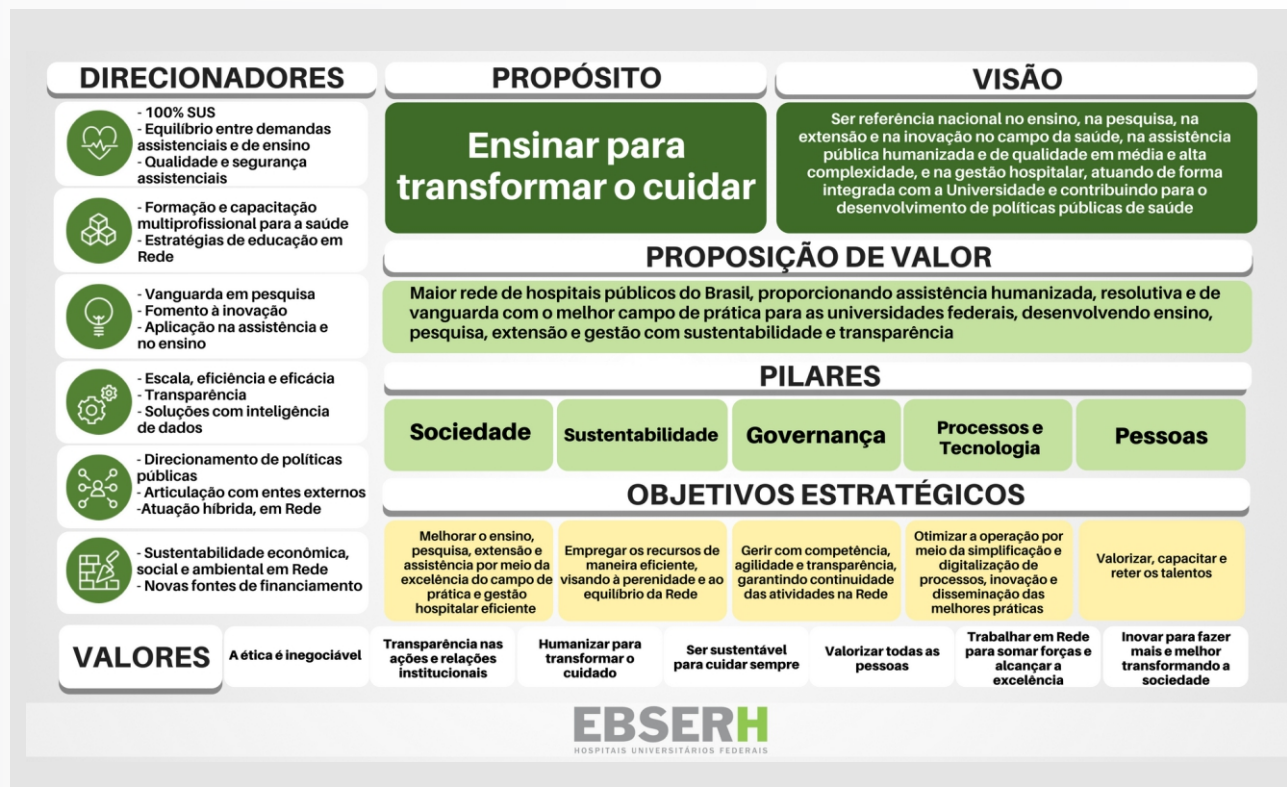 DIRECIONADORES
- 100% SUS
- Equilíbrio entre demandas
assistenciais e de ensino
- Qualidade e segurança
assistenciais
- Formação e capacitação
multiprofissional para a saúde
- Estratégias de educação em
Rede
- Vanguarda em pesquisa
- Fomento à inovação
- Aplicação na assistência e
no ensino
- Escala, eficiência e eficácia
- Transparência
- Soluções com inteligência
de dados
- Direcionamento de políticas
públicas
- Articulação com entes externos
-Atuação híbrida, em Rede
- Sustentabilidade econômica,
social e ambiental em Rede
- Novas fontes de financiamento
PROPÓSITO
Ensinar para
transformar o cuidar
VISÃO
Ser referência nacional no ensino, na pesquisa, na
extensão e na inovação no campo da saúde, na assistência
pública humanizada e de qualidade em média e alta
complexidade, e na gestão hospitalar, atuando de forma
integrada com a Universidade e contribuindo para o
desenvolvimento de políticas públicas de saúde
PROPOSIÇÃO DE VALOR
Maior rede de hospitais públicos do Brasil, proporcionando assistência humanizada, resolutiva e de
vanguarda com o melhor campo de prática para as universidades federais, desenvolvendo ensino,
pesquisa, extensão e gestão com sustentabilidade e transparência
PILARES
Sociedade
Sustentabilidade
Governança
Processos e
Tecnologia
Pessoas
OBJETIVOS ESTRATÉGICOS
Melhorar o ensino,
pesquisa, extensão e
assistência por meio da
excelência do campo de
prática e gestão
hospitalar eficiente
Empregar os recursos de
maneira eficiente,
visando à perenidade e ao
equilíbrio da Rede
Gerir com competência,
agilidade e transparência,
garantindo continuidade
das atividades na Rede
Otimizar a operação por
meio da simplificação e
digitalização de
processos, inovação e
disseminação das
melhores práticas
Valorizar, capacitar e
reter os talentos
VALORES
A ética é inegociável
Transparência nas
ações e relações
institucionais
Humanizar para
transformar o
cuidado
Ser sustentável
para cuidar sempre
Valorizar todas as
pessoas
Trabalhar em Rede
para somar forças e
alcançar a
excelência
Inovar para fazer
mais e melhor
transformando a
sociedade
EBSERH
HOSPITAIS UNIVERSITÁRIOS FEDERAIS